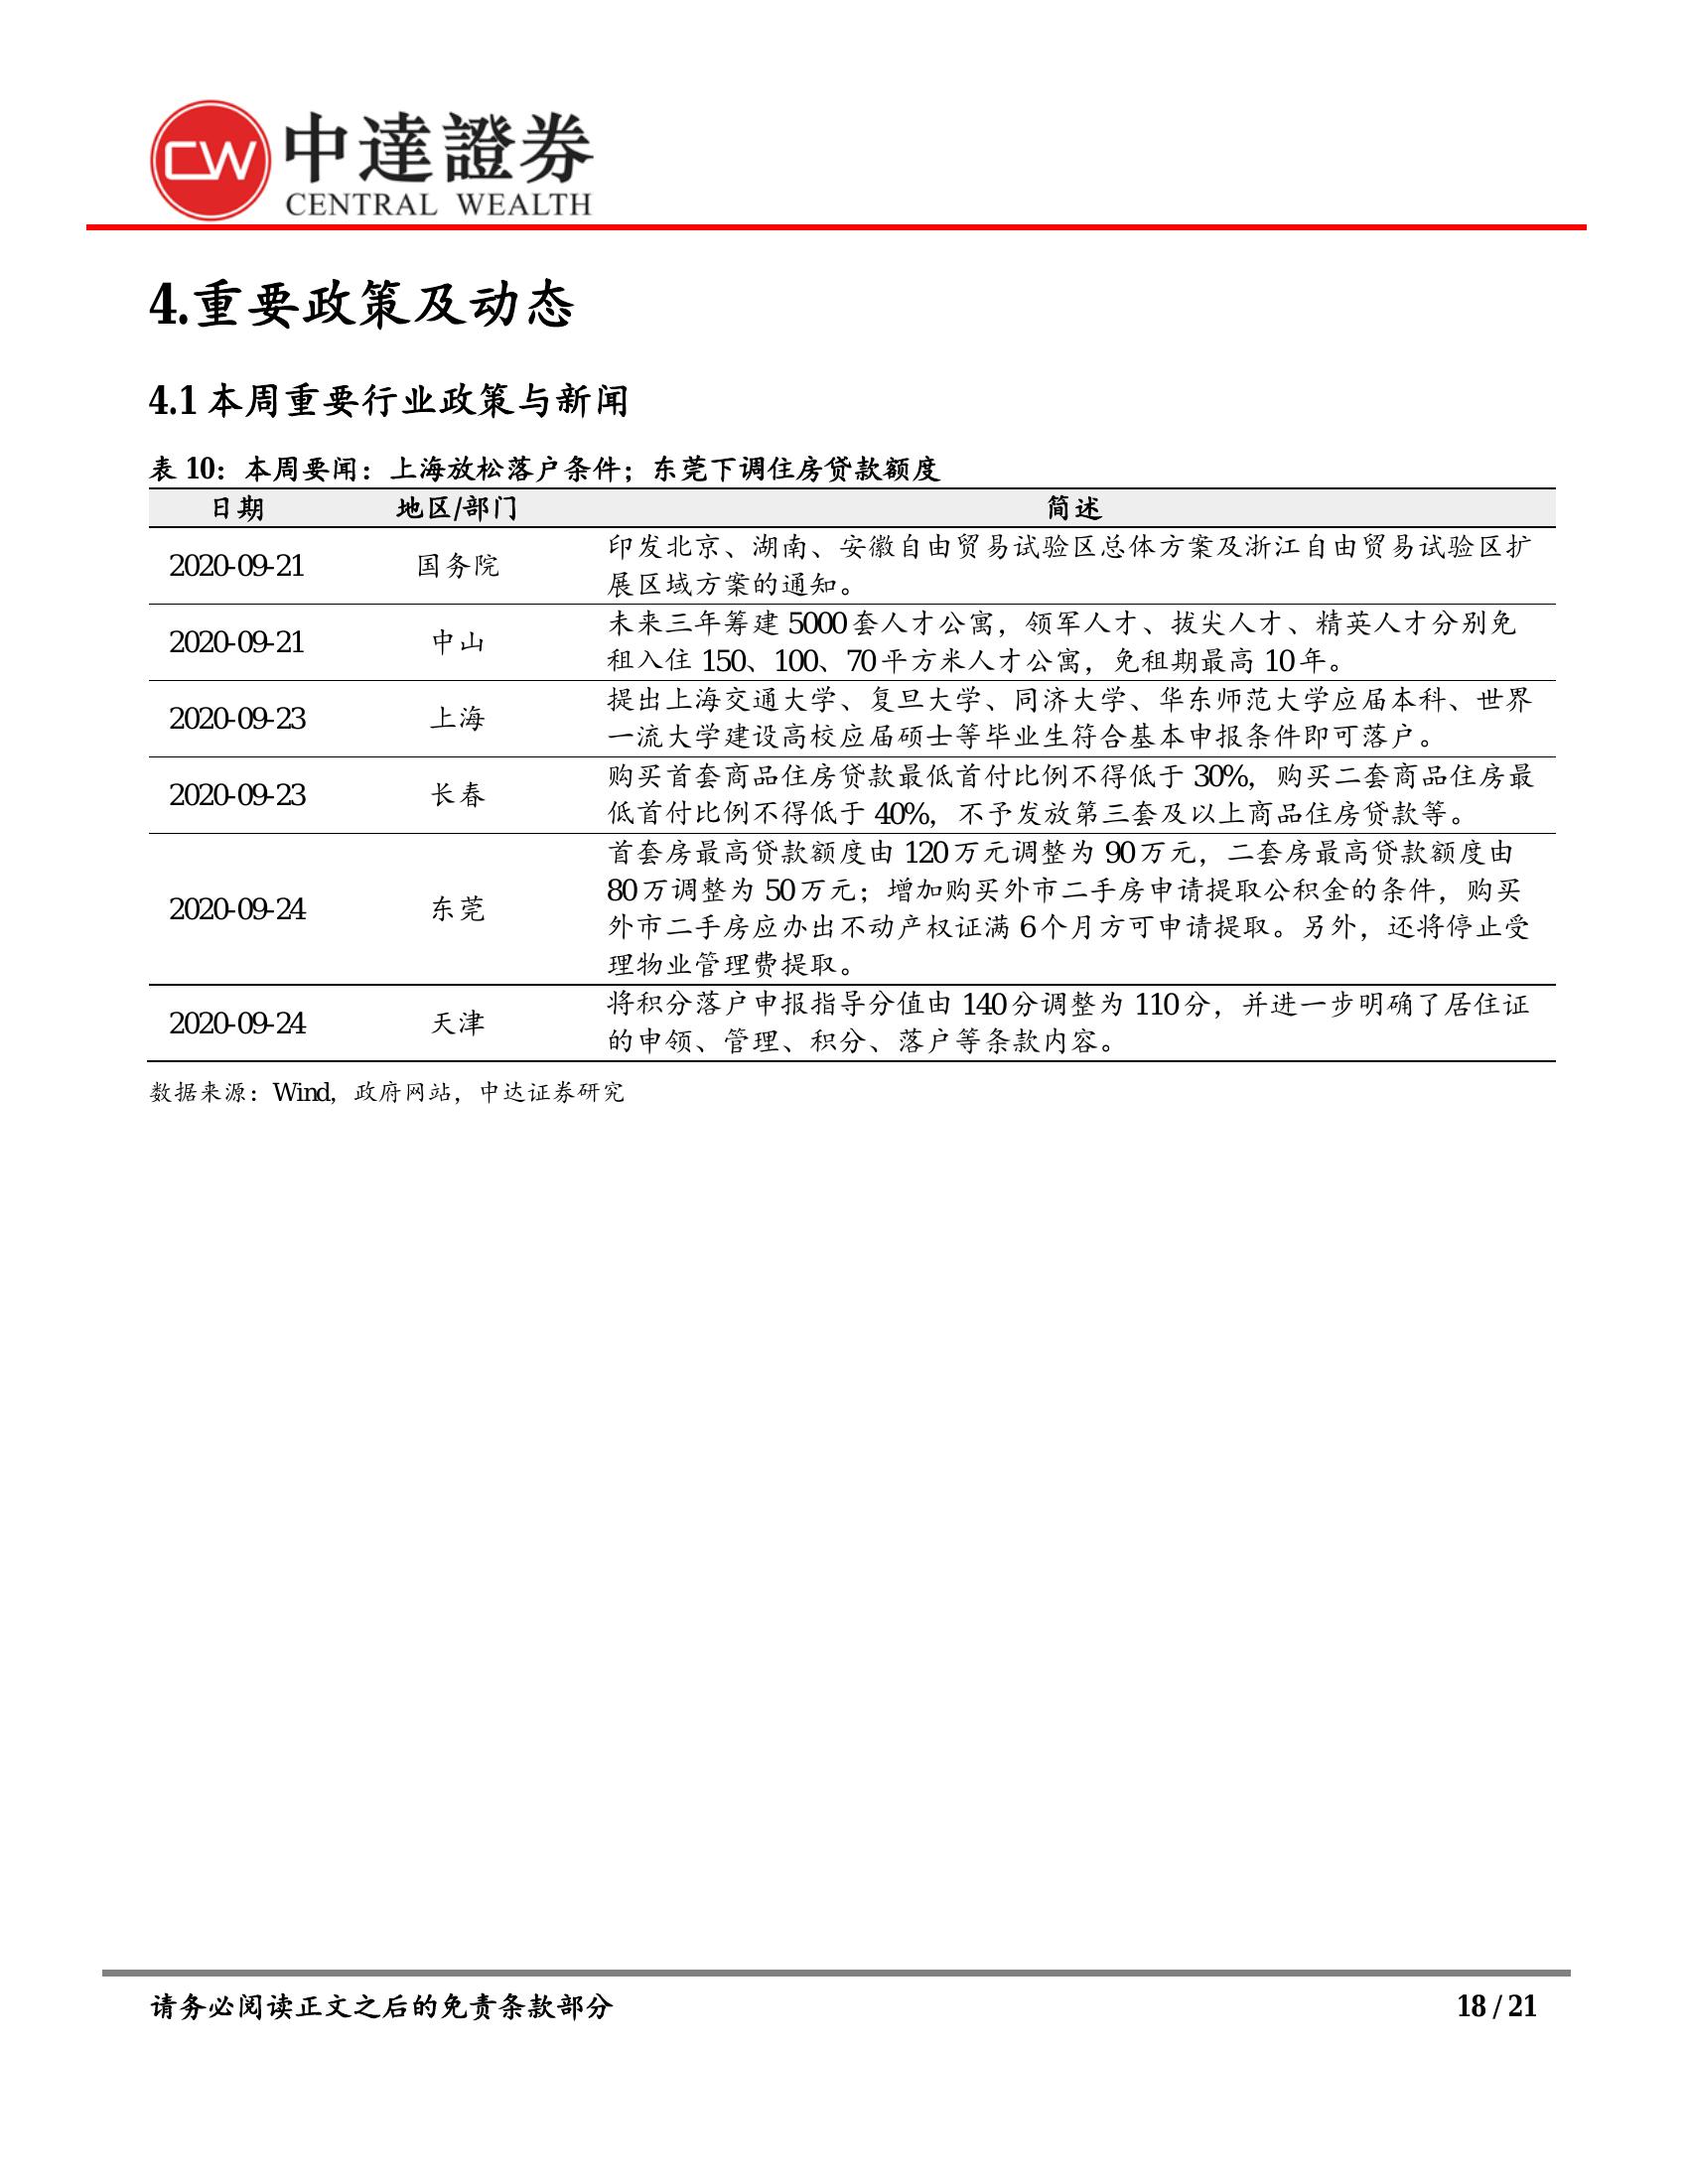 CW 中達證券
CENTRAL WEALTH
4.重要政策及动态
4.1 本周重要行业政策与新闻
表 10：本周要闻：上海放松落户条件；东莞下调住房贷款额度
日期 地区/部门 简述
2020-09-21 国务院 印发北京、湖南、安徽自由贸易试验区总体方案及浙江自由贸易试验区扩
展区域方案的通知。
2020-09-21 中山 未来三年筹建 5000 套人才公寓，领军人才、拔尖人才、精英人才分别免
租入住 150、100、70 平方米人才公寓，免租期最高 10 年。
2020-09-23 上海 提出上海交通大学、复旦大学、同济大学、华东师范大学应届本科、世界
一流大学建设高校应届硕士等毕业生符合基本申报条件即可落户。
2020-09-23 长春 购买首套商品住房贷款最低首付比例不得低于 30%，购买二套商品住房最
低首付比例不得低于 40%，不予发放第三套及以上商品住房贷款等。
2020-09-24 东莞 首套房最高贷款额度由 120 万元调整为 90 万元，二套房最高贷款额度由
80 万调整为 50 万元；增加购买外市二手房申请提取公积金的条件，购买
外市二手房应办出不动产权证满 6 个月方可申请提取。另外，还将停止受
理物业管理费提取。
2020-09-24 天津 将积分落户申报指导分值由 140 分调整为 110 分，并进一步明确了居住证
的申领、管理、积分、落户等条款内容。
数据来源：Wind，政府网站，中达证券研究
请务必阅读正文之后的免责条款部分 18 / 21